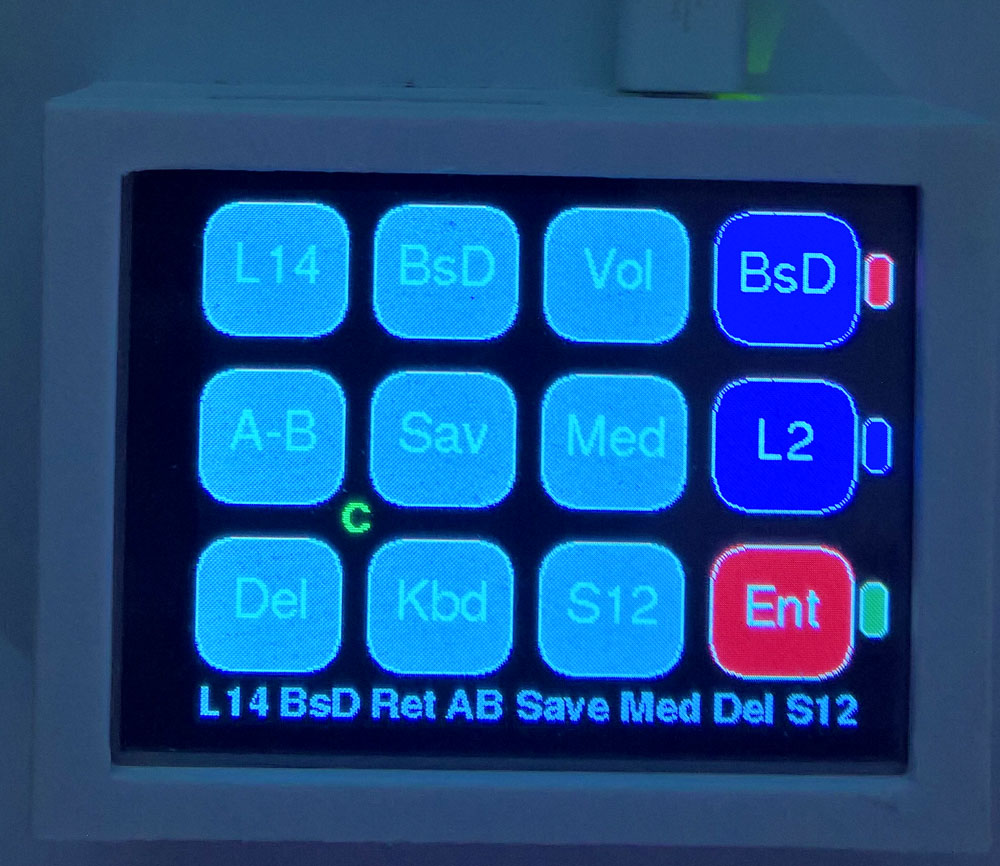 L14 BsD Vol BsD
A-B Sav Med L2
C
Del Kbd S12 Ent
L14 BsD Ret AB Save Med Del S12